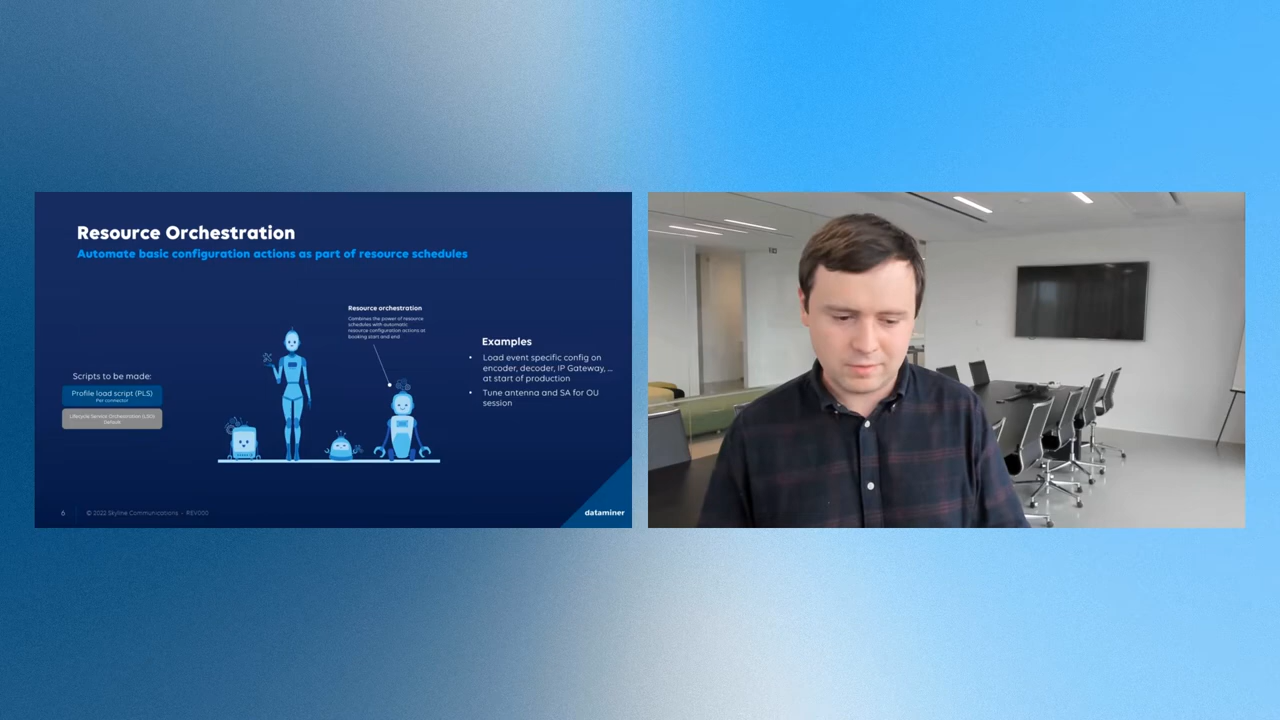 Resource Orchestration
Automate basic configuration actions as part of resource schedules
Resource orchestration
Combines the power of resource
schedules with automatic
resource configuration actions at
booking start and end
Scripts to be made:
Profile load script (PLS)
Per connector
Lifecycle Service Orchestration (LSO)
Default
Examples
• Load event specific config on
encoder, decoder, IP Gateway, ...
at start of production
• Tune antenna and SA for OU
session
6
© 2022 Skyline Communications - REV000
dataminer